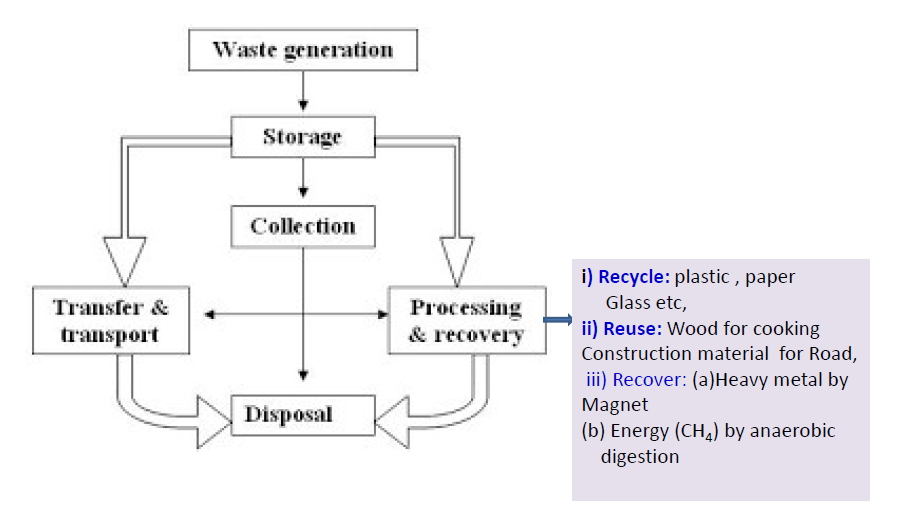 Waste generation
Storage
Collection
Transfer &
transport
Processing
& recovery
Disposal
i) Recycle: plastic , paper
Glass etc,
ii) Reuse: Wood for cooking
Construction material for Road,
iii) Recover: (a)Heavy metal by
Magnet
(b) Energy (CH₄) by anaerobic
digestion